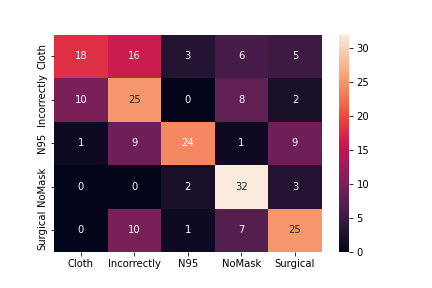 Cloth 18 16 3 6 5
Incorrectly 10 25 0 8 2
N95 1 9 24 1 9
NoMask 0 0 2 32 3
Surgical 0 10 1 7 25
Cloth Incorrectly N95 NoMask Surgical
30
25
20
15
10
5
0